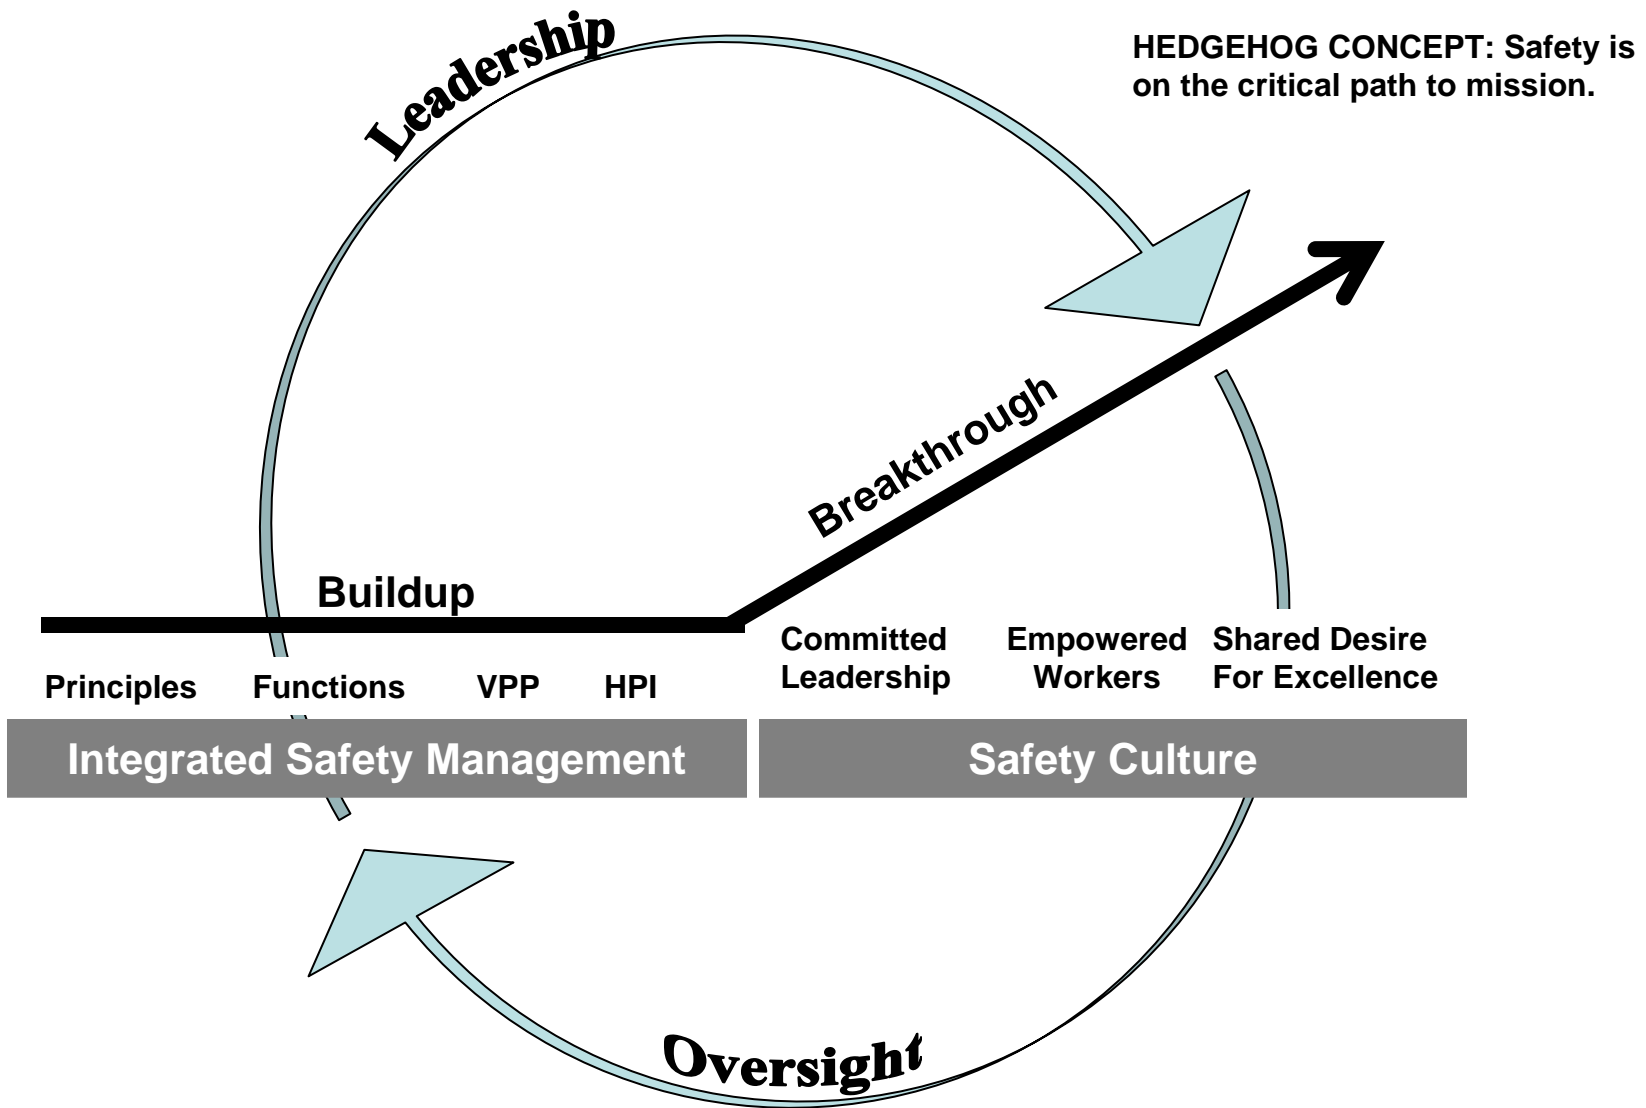 Leadership
HEDGEHOG CONCEPT: Safety is
on the critical path to mission.
Breakthrough
Buildup
Principles Functions VPP HPI
Committed
Leadership
Empowered
Workers
Shared Desire
For Excellence
Integrated Safety Management
Safety Culture
Oversight